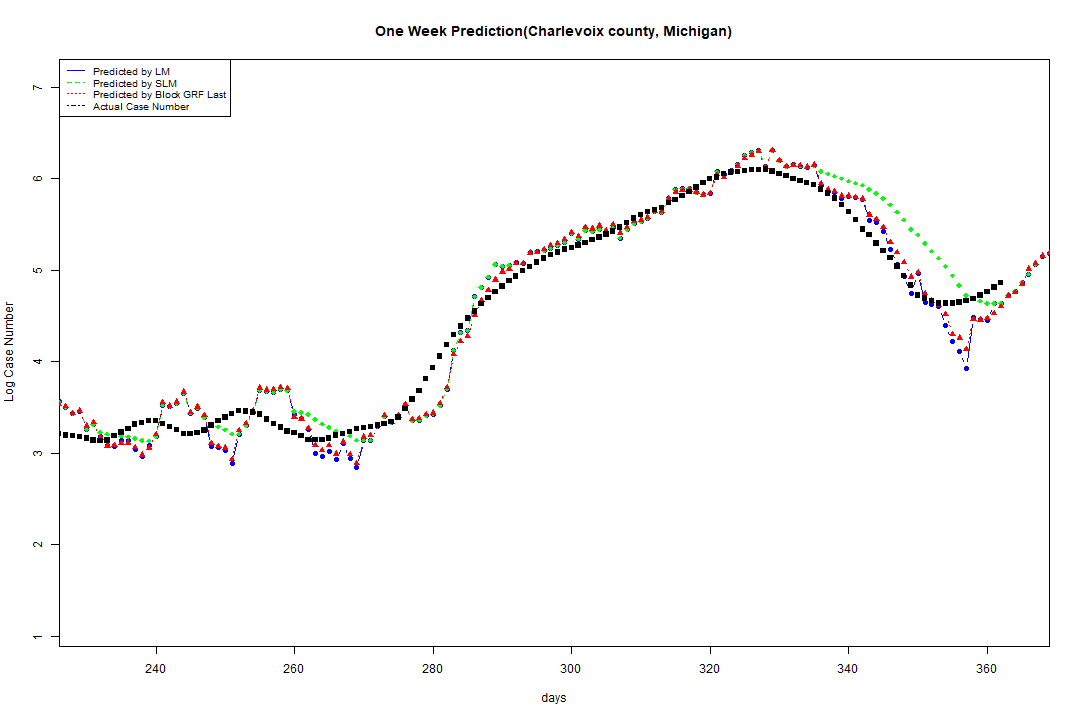 One Week Prediction(Charlevoix county, Michigan)
Predicted by LM
Predicted by SLM
Predicted by Block GRF Last
Actual Case Number
7
6
5
4
3
2
1
Log Case Number
240 260 280 300 320 340 360
days